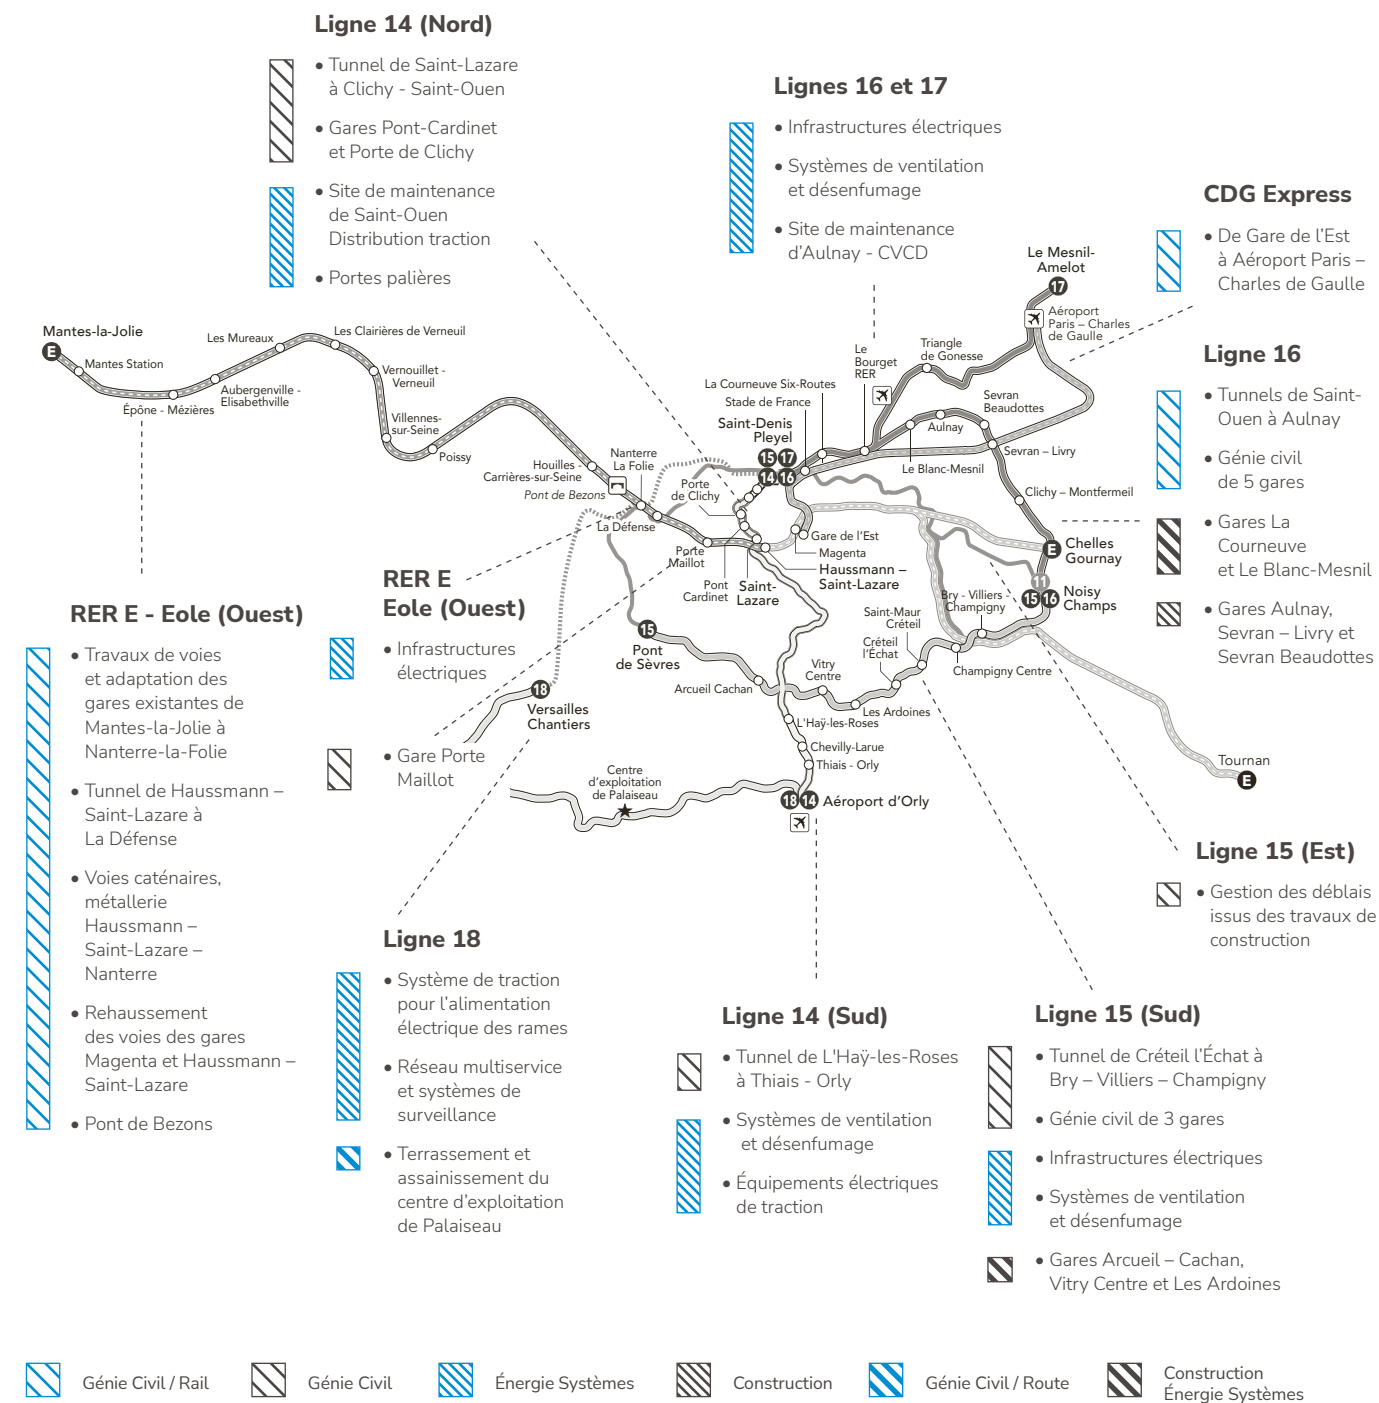 Ligne 14 (Nord)
• Tunnel de Saint-Lazare
à Clichy - Saint-Ouen
• Gares Pont-Cardinet
et Porte de Clichy
• Site de maintenance
de Saint-Ouen
Distribution traction
• Portes palières
Lignes 16 et 17
• Infrastructures électriques
• Systèmes de ventilation
et désenfumage
• Site de maintenance
d'Aulnay - CVCD
CDG Express
• De Gare de l'Est
à Aéroport Paris –
Charles de Gaulle
Ligne 16
• Tunnels de Saint-
Ouen à Aulnay
• Génie civil
de 5 gares
• Gares La
Courneuve
et Le Blanc-Mesnil
• Gares Aulnay,
Sevran – Livry et
Sevran Beaudottes
Le Mesnil-
Amelot
17
Aéroport
Paris – Charles
de Gaulle
Triangle
de Gonesse
Le
Bourget
RER
Mantes-la-Jolie
E
Mantes Station
Épône - Mézières
Aubergenville -
Elisabethville
Les Mureaux
Les Clairières de Verneuil
Vernouillet -
Verneuil
Villennes-
sur-Seine
Poissy
Houilles -
Carrières-sur-Seine
Pont de Bezons
Nanterre
La Folie
La Défense
Porte
Maillot
Porte
de Clichy
Pont
Cardinet
Saint-
Lazare
La Courneuve Six-Routes
Stade de France
Saint-Denis
Pleyel
15 17
14 16
Sevran
Beaudottes
Aulnay
Le Blanc-Mesnil
Sevran – Livry
Clichy – Montfermeil
Gare de l'Est
Magenta
Haussmann –
Saint-Lazare
E
Chelles
Gournay
11
15 16
Noisy
Champs
Bry - Villiers -
Champigny
Saint-Maur
Créteil
Créteil
l'Échat
Champigny Centre
Vitry
Centre
Les Ardoines
Arcueil Cachan
15
Pont
de Sèvres
L'Haÿ-les-Roses
Chevilly-Larue
Thiais - Orly
18 14 Aéroport d'Orly
Centre
d'exploitation
de Palaiseau
18
Versailles
Chantiers
Tournan
E
RER E
Eole (Ouest)
• Infrastructures
électriques
• Gare Porte
Maillot
RER E - Eole (Ouest)
• Travaux de voies
et adaptation des
gares existantes de
Mantes-la-Jolie à
Nanterre-la-Folie
• Tunnel de Haussmann –
Saint-Lazare à
La Défense
• Voies caténaires,
métallerie
Haussmann –
Saint-Lazare –
Nanterre
• Rehaussement
des voies des gares
Magenta et Haussmann –
Saint-Lazare
• Pont de Bezons
Ligne 18
• Système de traction
pour l'alimentation
électrique des rames
• Réseau multiservice
et systèmes de
surveillance
• Terrassement et
assainissement du
centre d'exploitation
de Palaiseau
Ligne 14 (Sud)
• Tunnel de L'Haÿ-les-Roses
à Thiais - Orly
• Systèmes de ventilation
et désenfumage
• Équipements électriques
de traction
Ligne 15 (Est)
• Gestion des déblais
issus des travaux de
construction
Ligne 15 (Sud)
• Tunnel de Créteil l'Échat à
Bry – Villiers – Champigny
• Génie civil de 3 gares
• Infrastructures électriques
• Systèmes de ventilation
et désenfumage
• Gares Arcueil – Cachan,
Vitry Centre et Les Ardoines
Génie Civil / Rail
Génie Civil
Énergie Systèmes
Construction
Génie Civil / Route
Construction
Énergie Systèmes